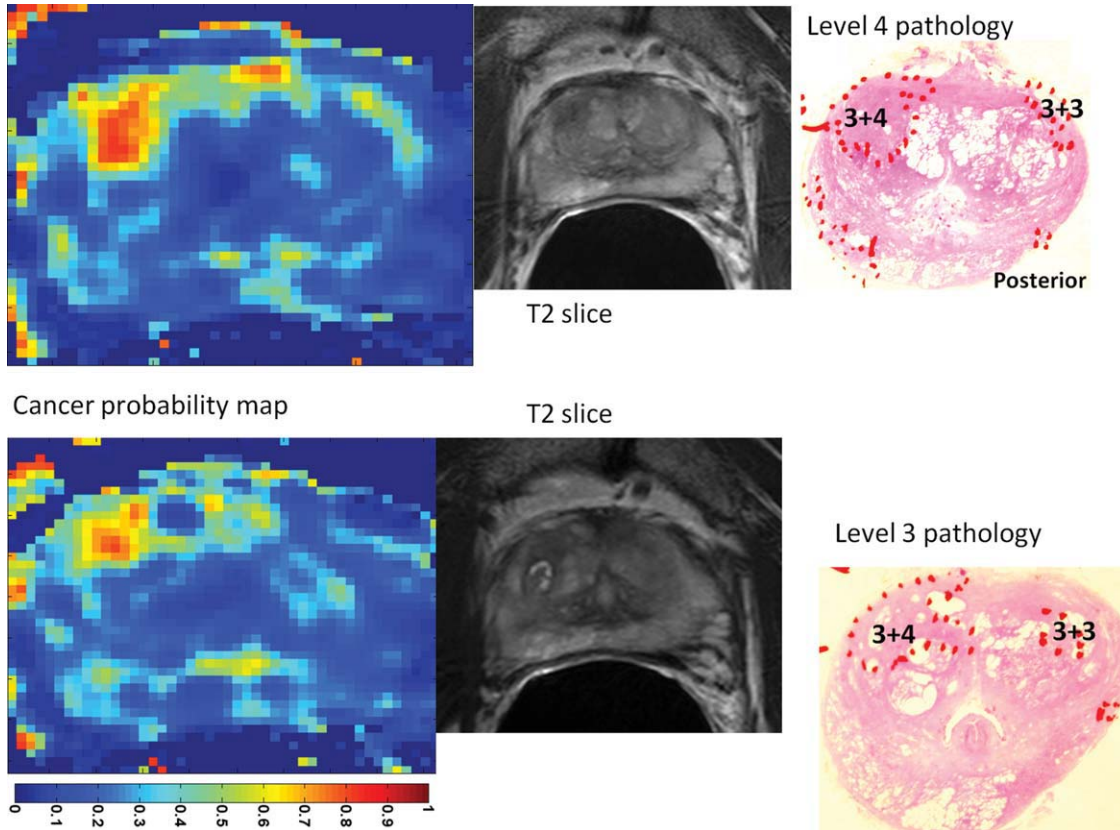 Level 4 pathology
3+4
3+3
Posterior
T2 slice
Cancer probability map
T2 slice
Level 3 pathology
3+4
3+3
0
0.1
0.2
0.3
0.4
0.5
0.6
0.7
0.8
0.9
1